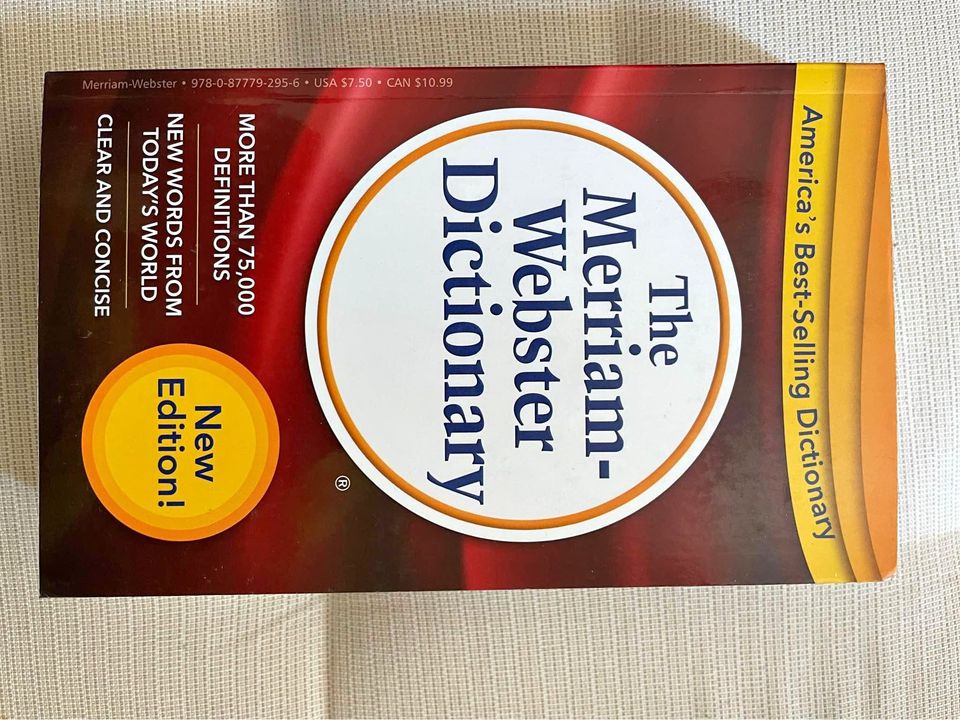 America's Best-Selling Dictionary
The
Merriam-
Webster
Dictionary
®
MORE THAN 75,000
DEFINITIONS
NEW WORDS FROM
TODAY'S WORLD
CLEAR AND CONCISE
New
Edition!
Merriam-Webster • 978-0-87779-295-6 • USA $7.50 • CAN $10.99